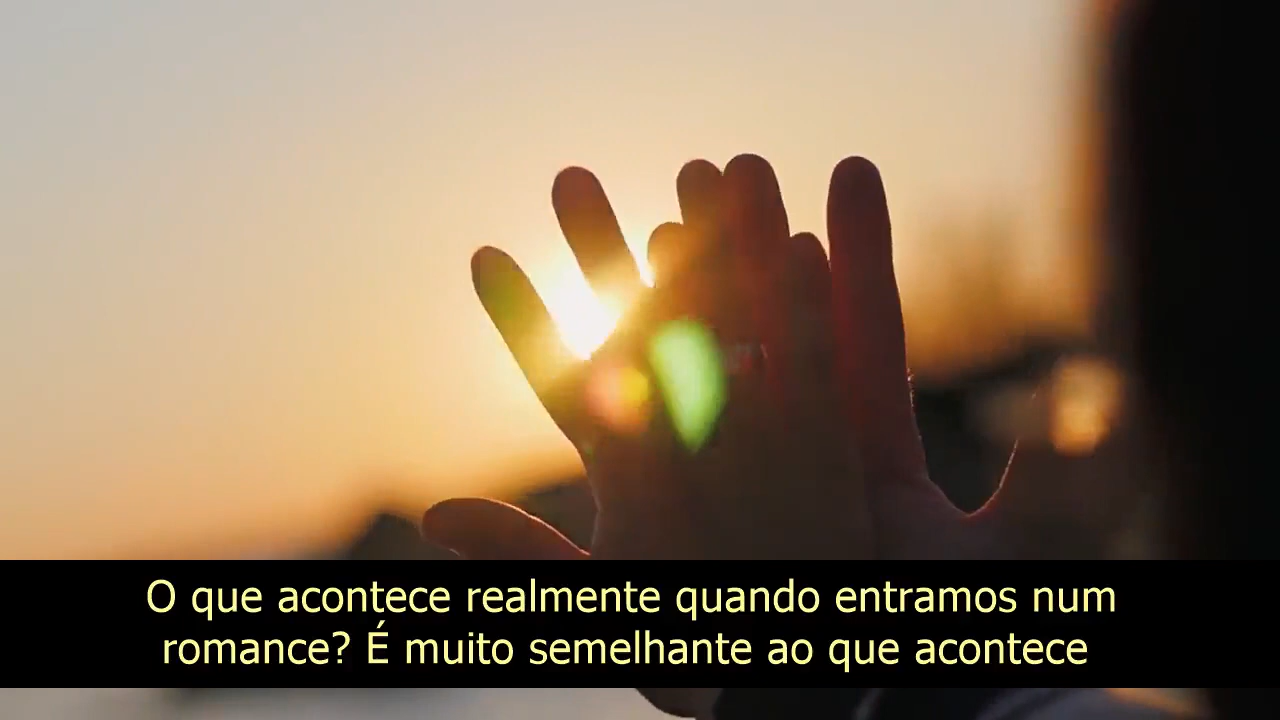 O que acontece realmente quando entramos num
romance? É muito semelhante ao que acontece